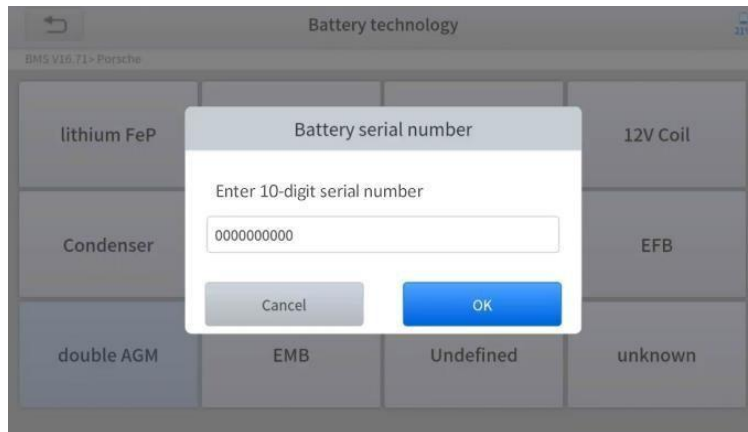 Battery technology
BMS V16.71> Porsche
lithium FeP
12V Coil
Battery serial number
Enter 10-digit serial number
0000000000
Cancel
OK
Condenser
EFB
double AGM
EMB
Undefined
unknown